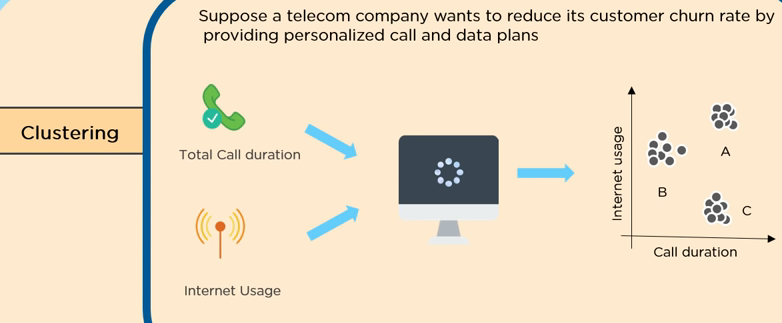 Suppose a telecom company wants to reduce its customer churn rate by
providing personalized call and data plans
Clustering
Total Call duration
Internet Usage
Internet usage
A
B
C
Call duration